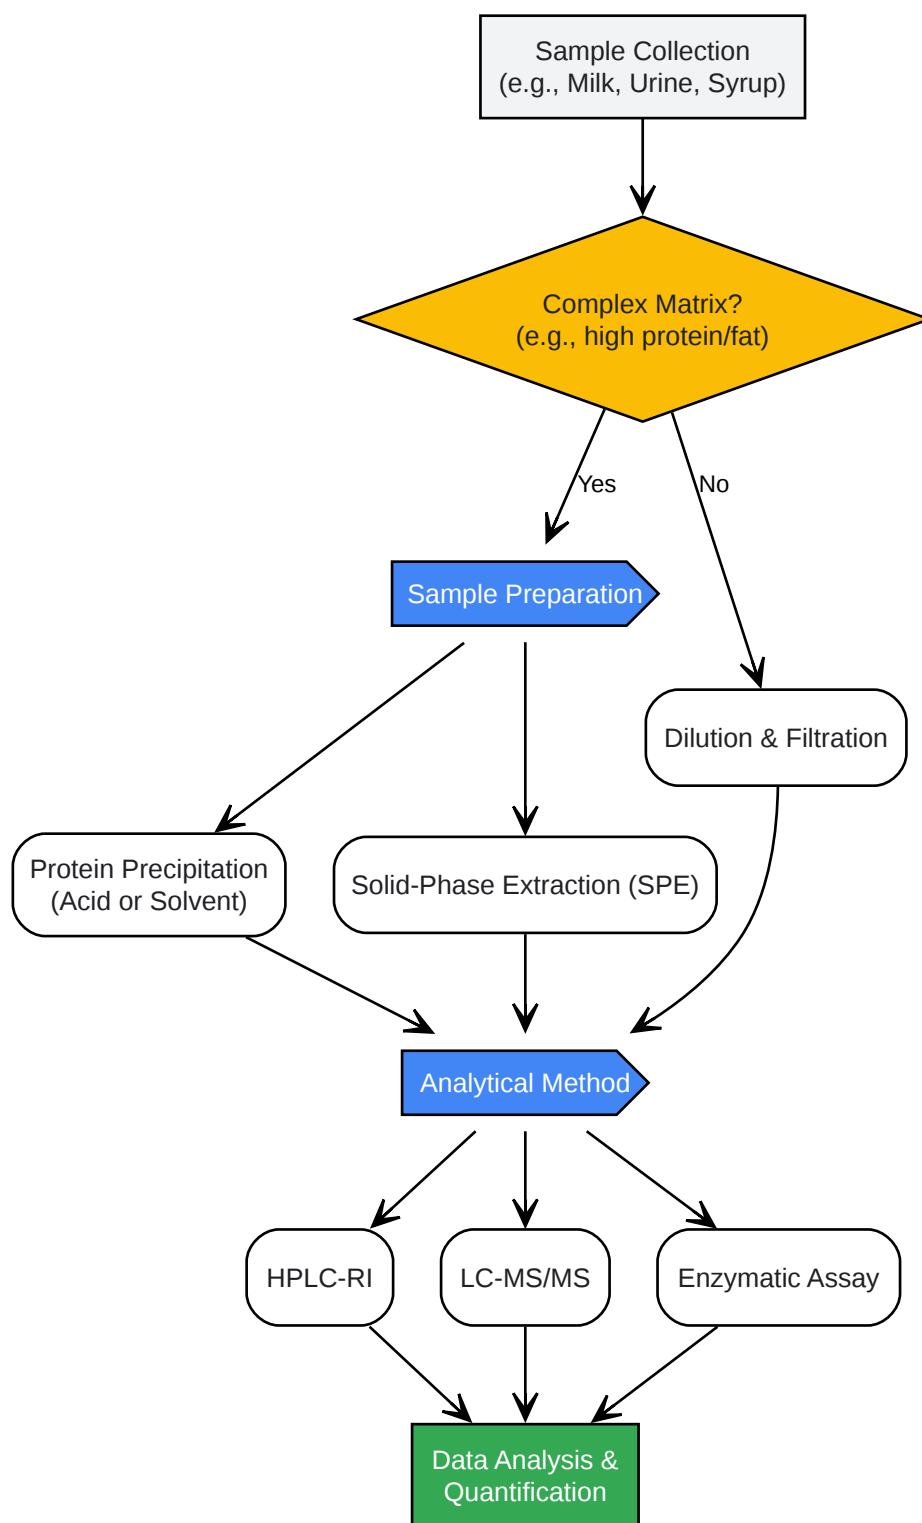 Sample Collection
(e.g., Milk, Urine, Syrup)
Complex Matrix?
(e.g., high protein/fat)
Yes
No
Sample Preparation
Dilution & Filtration
Protein Precipitation
(Acid or Solvent)
Solid-Phase Extraction (SPE)
Analytical Method
HPLC-RI
LC-MS/MS
Enzymatic Assay
Data Analysis &
Quantification